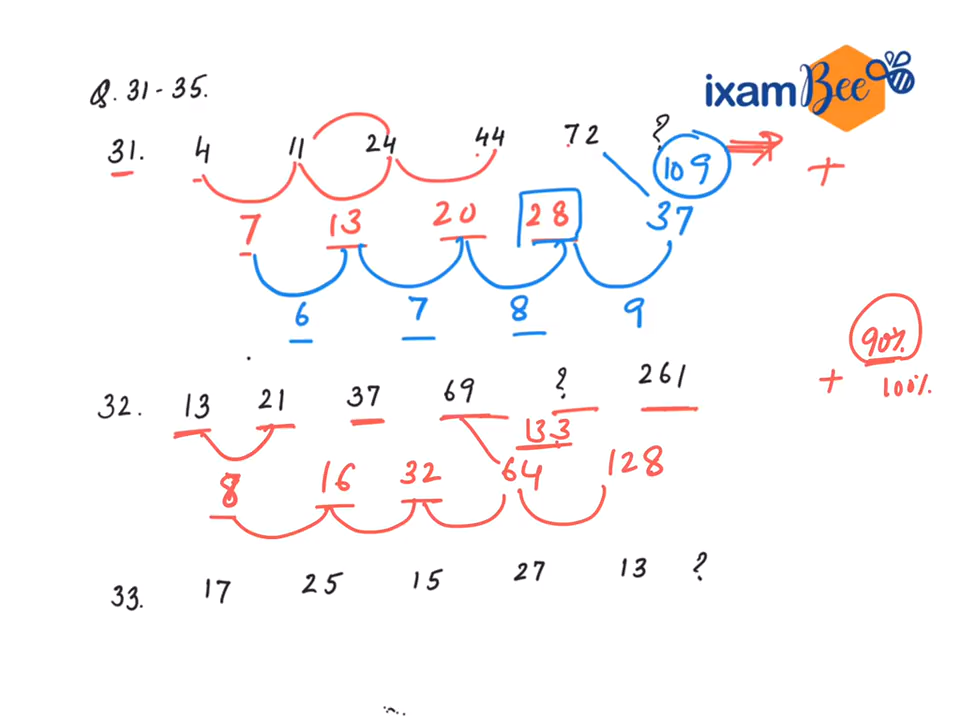 ixamBee
Q. 31-35.
31. 4 11 24 44 72 ?
109
+
7 13 20 28 37
6 7 8 9
90%
+ 100%
32. 13 21 37 69 ? 261
133
8 16 32 64 128
33. 17 25 15 27 13 ?